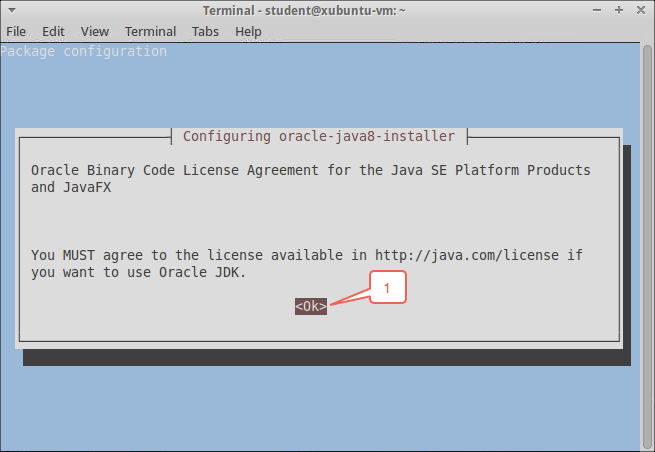 Terminal - student@xubuntu-vm: ~
File Edit View Terminal Tabs Help
Package configuration
Configuring oracle-java8-installer
Oracle Binary Code License Agreement for the Java SE Platform Products
and JavaFX
You MUST agree to the license available in http://java.com/license if
you want to use Oracle JDK.
1
<Ok>